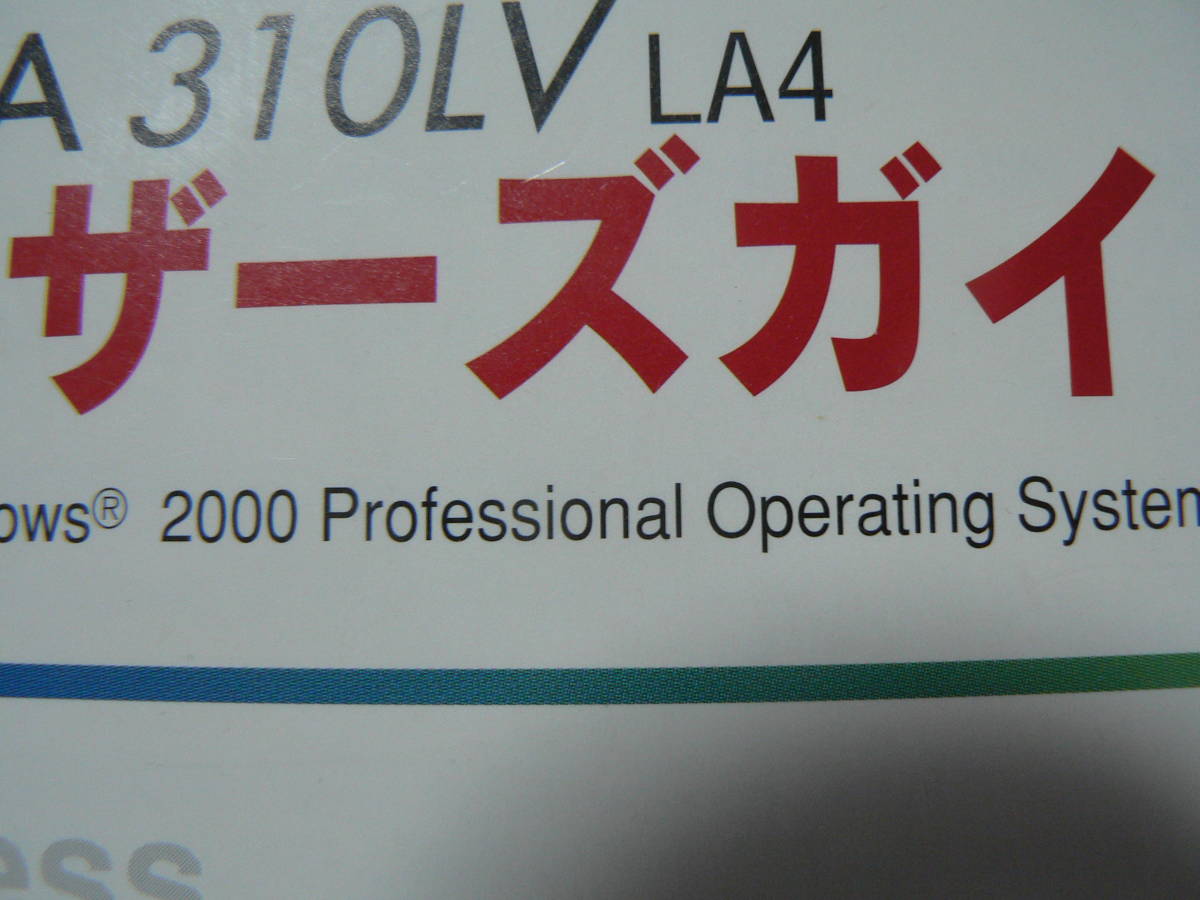 A 310LV LA4
ザーズガイ
ows® 2000 Professional Operating System
ess